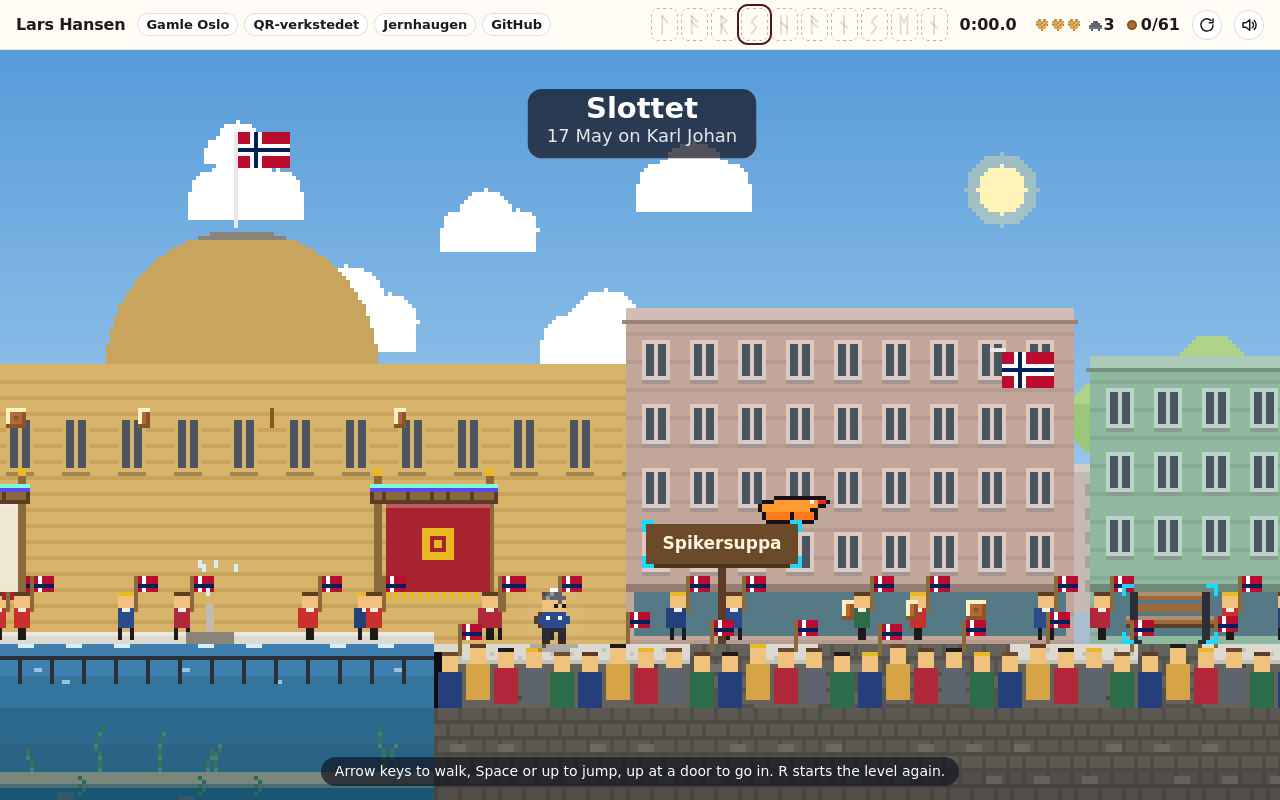 Lars Hansen
Gamle Oslo
QR-verkstedet
Jernhaugen
GitHub
ᛚ ᚨ ᚱ ᛊ ᚺ ᚨ ᚾ ᛊ ᛖ ᚾ
0:00.0
3
0/61
Slottet
17 May on Karl Johan
Spikersuppa
Arrow keys to walk, Space or up to jump, up at a door to go in. R starts the level again.